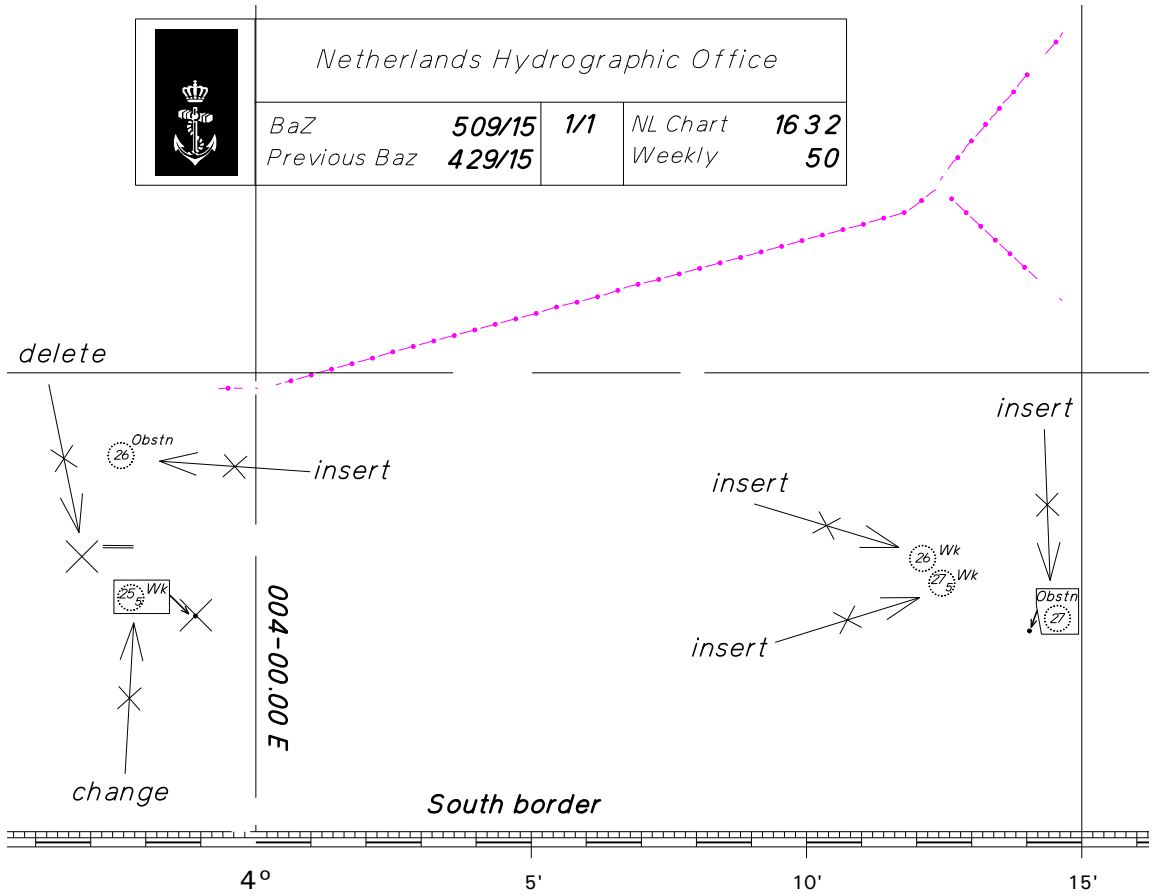 Netherlands Hydrographic Office
BaZ 509/15 1/1 NL Chart 1632
Previous Baz 429/15 Weekly 50
delete
insert
Obstn
26
insert
insert
26 Wk
25 5 Wk
27 5 Wk
Obstn
27
insert
004-00.00 E
change
South border
4° 5' 10' 15'